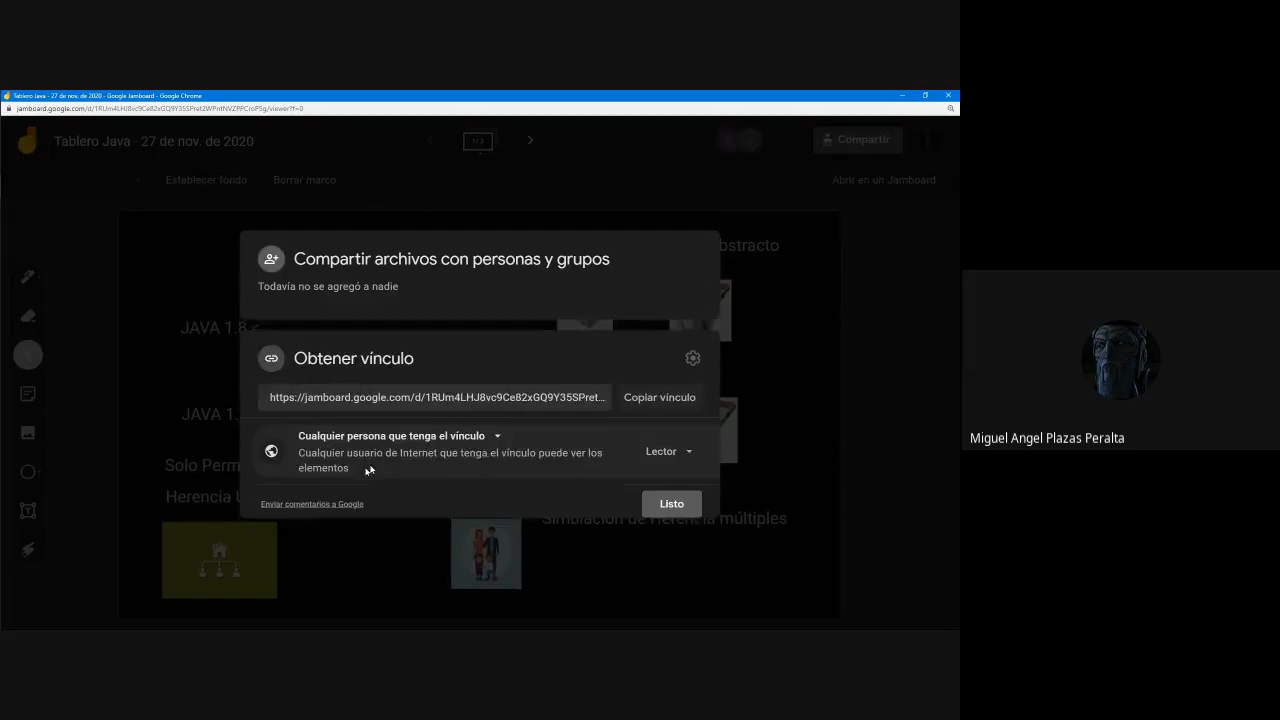 Tablero Java - 27 de nov. de 2020 - Google Jamboard - Google Chrome
Tablero Java - 27 de nov. de 2020
1/2
Compartir
Establecer fondo
Borrar marco
Abrir en un Jamboard
Compartir archivos con personas y grupos
Todavía no se agregó a nadie
bstracto
JAVA 1.8
Obtener vínculo
https://jamboard.google.com/d/1RUm4LHJ8vc9Ce82xGQ9Y35SPret...
Copiar vínculo
JAVA 1.
Cualquier persona que tenga el vínculo
Cualquier usuario de Internet que tenga el vínculo puede ver los
elementos
Lector
Solo Perm
Herencia
Enviar comentarios a Google
Listo
múltiples
Miguel Angel Plazas Peralta